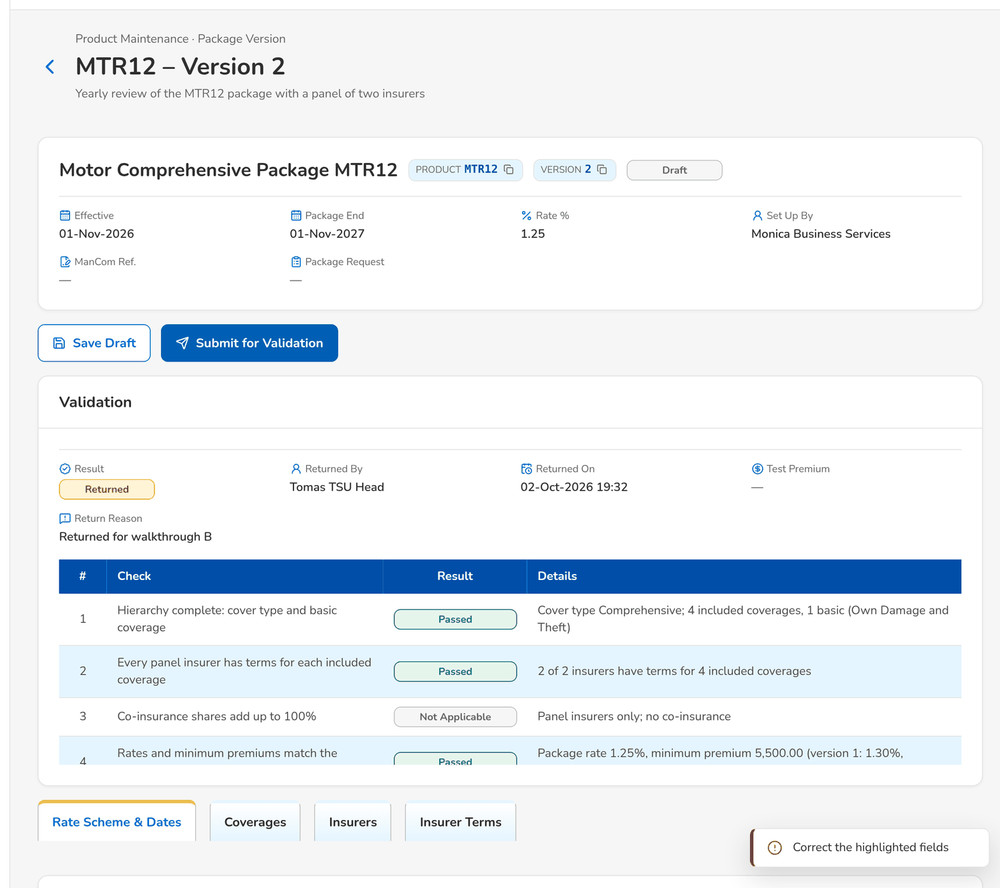 Product Maintenance · Package Version
MTR12 – Version 2
Yearly review of the MTR12 package with a panel of two insurers
Motor Comprehensive Package MTR12
PRODUCT MTR12
VERSION 2
Draft
Effective
01-Nov-2026
Package End
01-Nov-2027
Rate %
1.25
Set Up By
Monica Business Services
ManCom Ref.
—
Package Request
—
Save Draft
Submit for Validation
Validation
Result
Returned
Returned By
Tomas TSU Head
Returned On
02-Oct-2026 19:32
Test Premium
—
Return Reason
Returned for walkthrough B
# Check Result Details
1
Hierarchy complete: cover type and basic
coverage
Passed
Cover type Comprehensive; 4 included coverages, 1 basic (Own Damage and
Theft)
2
Every panel insurer has terms for each included
coverage
Passed
2 of 2 insurers have terms for 4 included coverages
3
Co-insurance shares add up to 100%
Not Applicable
Panel insurers only; no co-insurance
4
Rates and minimum premiums match the
Passed
Package rate 1.25%, minimum premium 5,500.00 (version 1: 1.30%,
Rate Scheme & Dates
Coverages
Insurers
Insurer Terms
Correct the highlighted fields